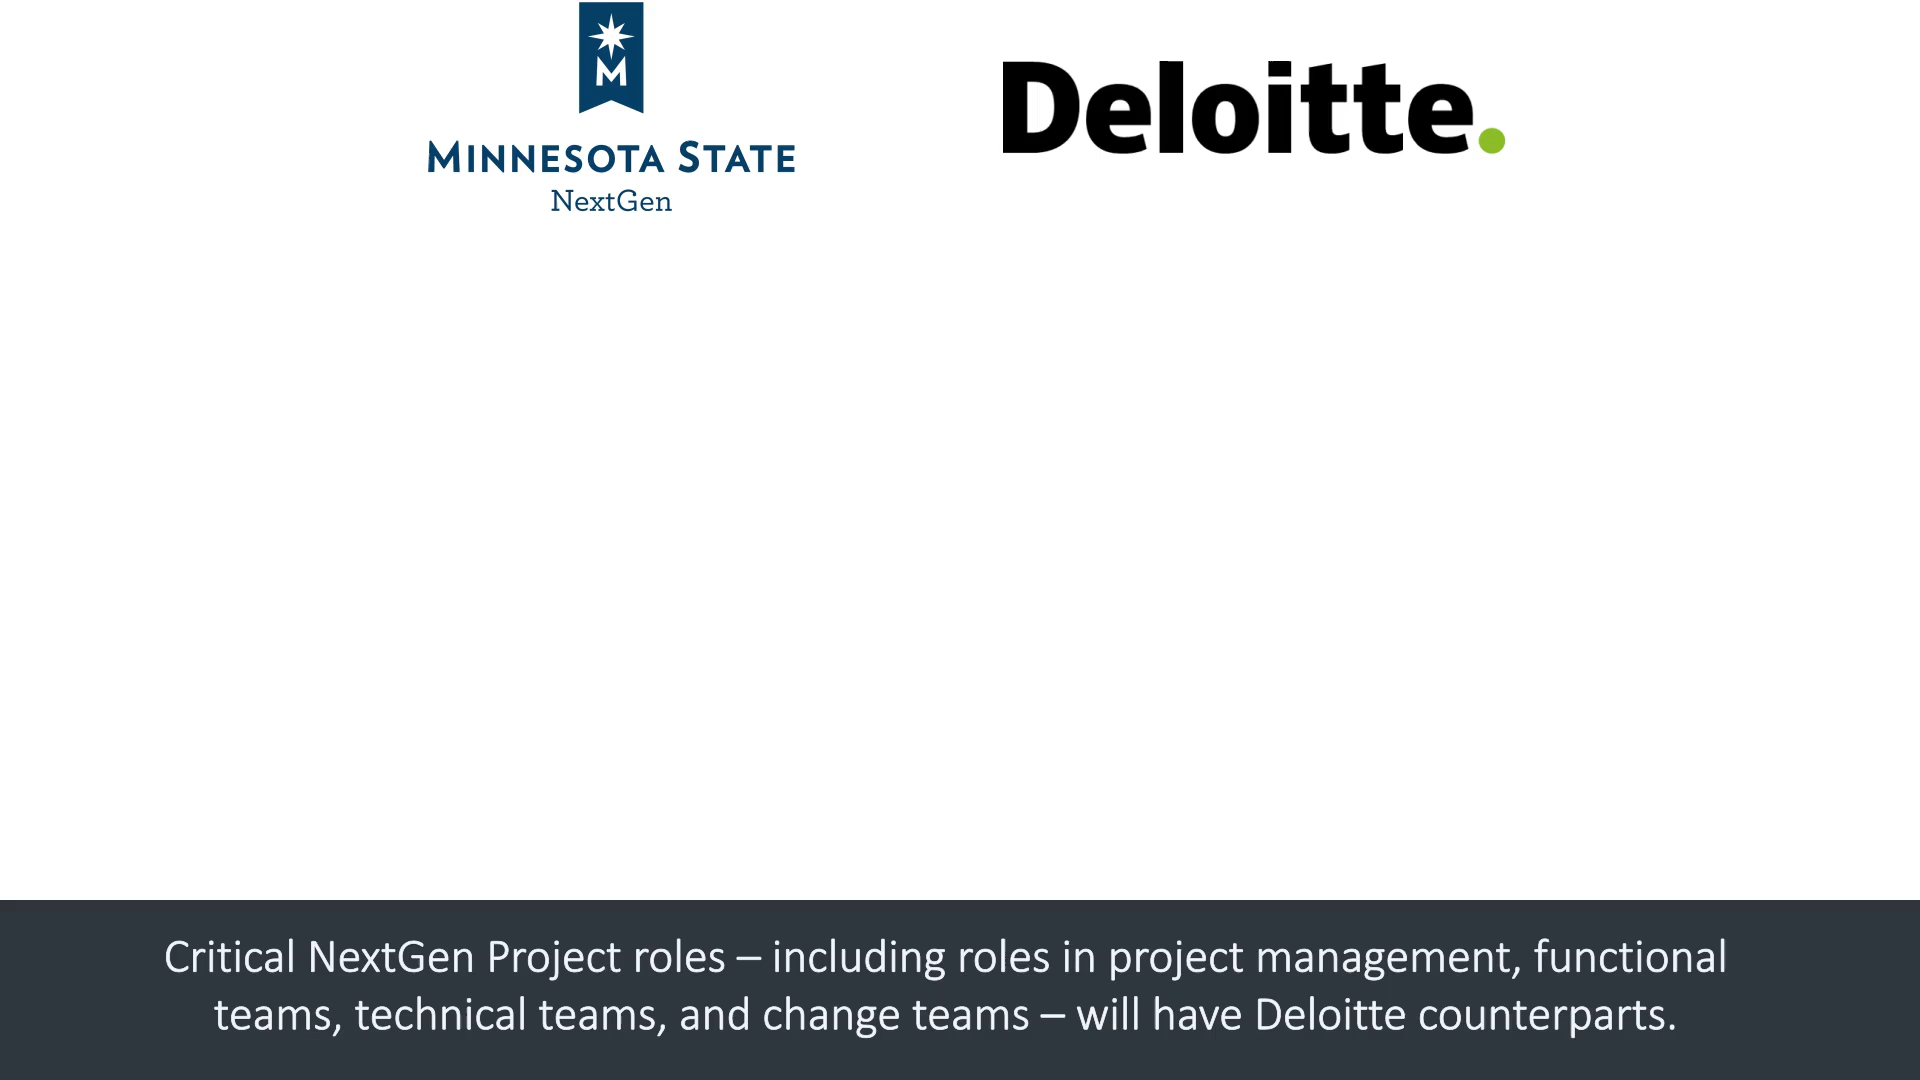 M
MINNESOTA STATE
NextGen
Deloitte.
Critical NextGen Project roles – including roles in project management, functional
teams, technical teams, and change teams – will have Deloitte counterparts.